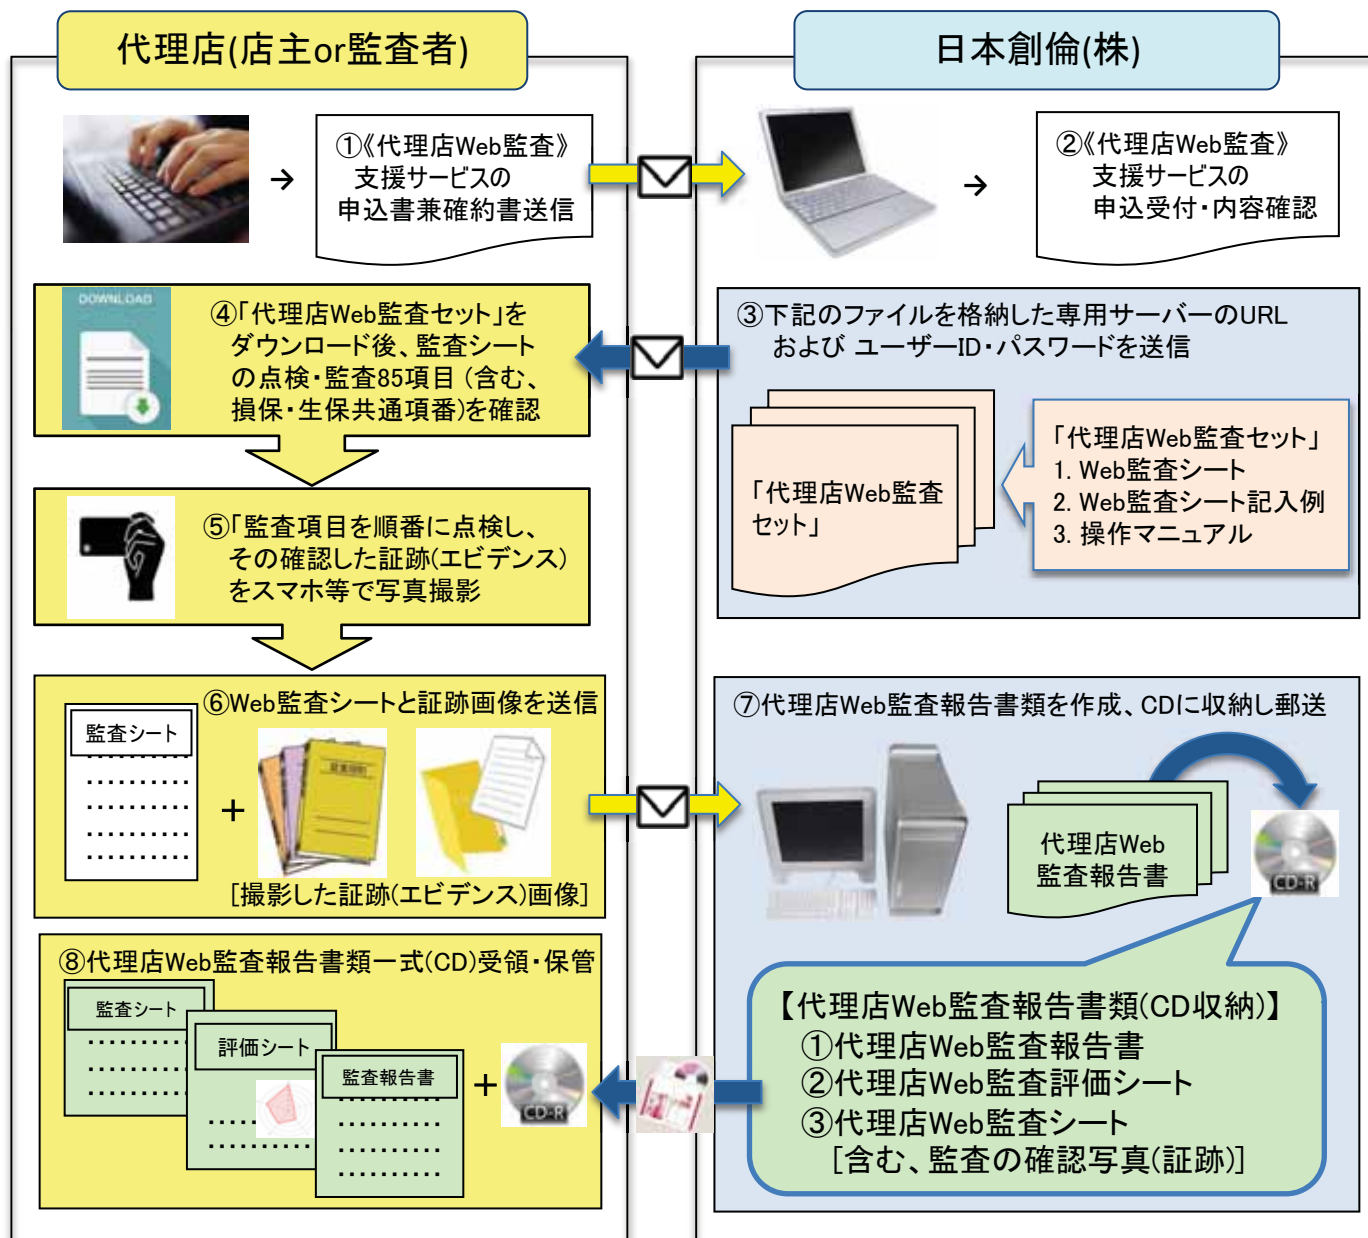 代理店(店主or監査者)
日本創倫(株)
①《代理店Web監査》
支援サービスの
申込書兼確約書送信
→
→
②《代理店Web監査》
支援サービスの
申込受付・内容確認
③下記のファイルを格納した専用サーバーのURL
および ユーザーID・パスワードを送信
「代理店Web監査
セット」
「代理店Web監査セット」
1. Web監査シート
2. Web監査シート記入例
3. 操作マニュアル
DOWNLOAD
④「代理店Web監査セット」を
ダウンロード後、監査シート
の点検・監査85項目 (含む、
損保・生保共通項番)を確認
⑤「監査項目を順番に点検し、
その確認した証跡(エビデンス)
をスマホ等で写真撮影
⑥Web監査シートと証跡画像を送信
監査シート
+
[撮影した証跡(エビデンス)画像]
⑦代理店Web監査報告書類を作成、CDに収納し郵送
代理店Web
監査報告書
CD-R
【代理店Web監査報告書類(CD収納)】
①代理店Web監査報告書
②代理店Web監査評価シート
③代理店Web監査シート
[含む、監査の確認写真(証跡)]
⑧代理店Web監査報告書類一式(CD)受領・保管
監査シート
評価シート
監査報告書
+
CD-R